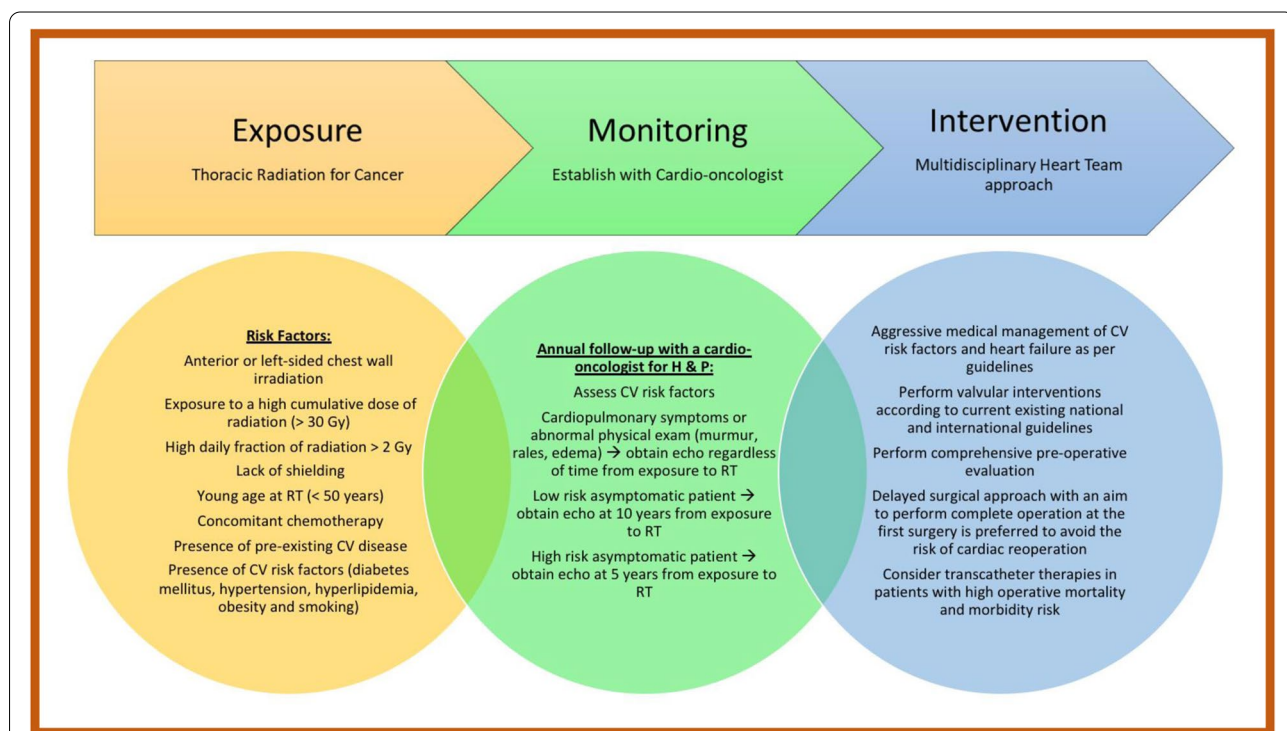 Exposure
Thoracic Radiation for Cancer
Monitoring
Establish with Cardio-oncologist
Intervention
Multidisciplinary Heart Team
approach
Risk Factors:
Anterior or left-sided chest wall
irradiation
Exposure to a high cumulative dose of
radiation (> 30 Gy)
High daily fraction of radiation > 2 Gy
Lack of shielding
Young age at RT (< 50 years)
Concomitant chemotherapy
Presence of pre-existing CV disease
Presence of CV risk factors (diabetes
mellitus, hypertension, hyperlipidemia,
obesity and smoking)
Annual follow-up with a cardio-
oncologist for H & P:
Assess CV risk factors
Cardiopulmonary symptoms or
abnormal physical exam (murmur,
rales, edema) → obtain echo regardless
of time from exposure to RT
Low risk asymptomatic patient →
obtain echo at 10 years from exposure
to RT
High risk asymptomatic patient →
obtain echo at 5 years from exposure to
RT
Aggressive medical management of CV
risk factors and heart failure as per
guidelines
Perform valvular interventions
according to current existing national
and international guidelines
Perform comprehensive pre-operative
evaluation
Delayed surgical approach with an aim
to perform complete operation at the
first surgery is preferred to avoid the
risk of cardiac reoperation
Consider transcatheter therapies in
patients with high operative mortality
and morbidity risk